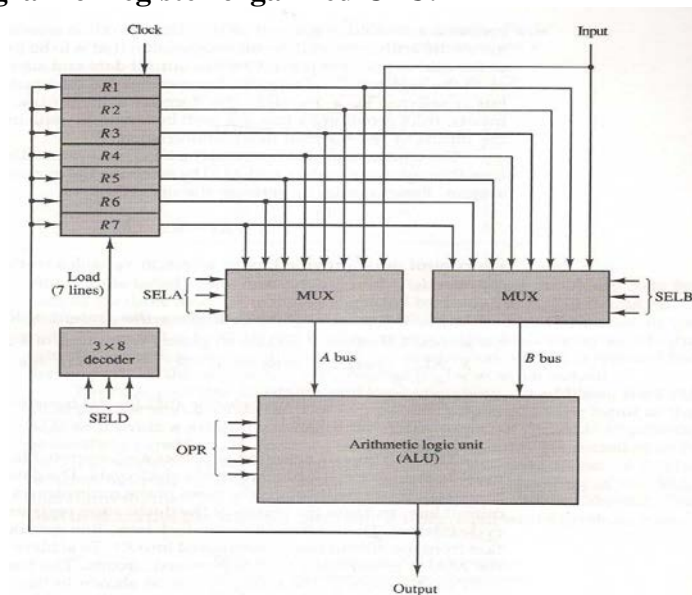 Clock
Input
R1
R2
R3
R4
R5
R6
R7
Load
(7 lines)
SELA
MUX
MUX
SELB
3 × 8
decoder
A bus
B bus
SELD
OPR
Arithmetic logic unit
(ALU)
Output